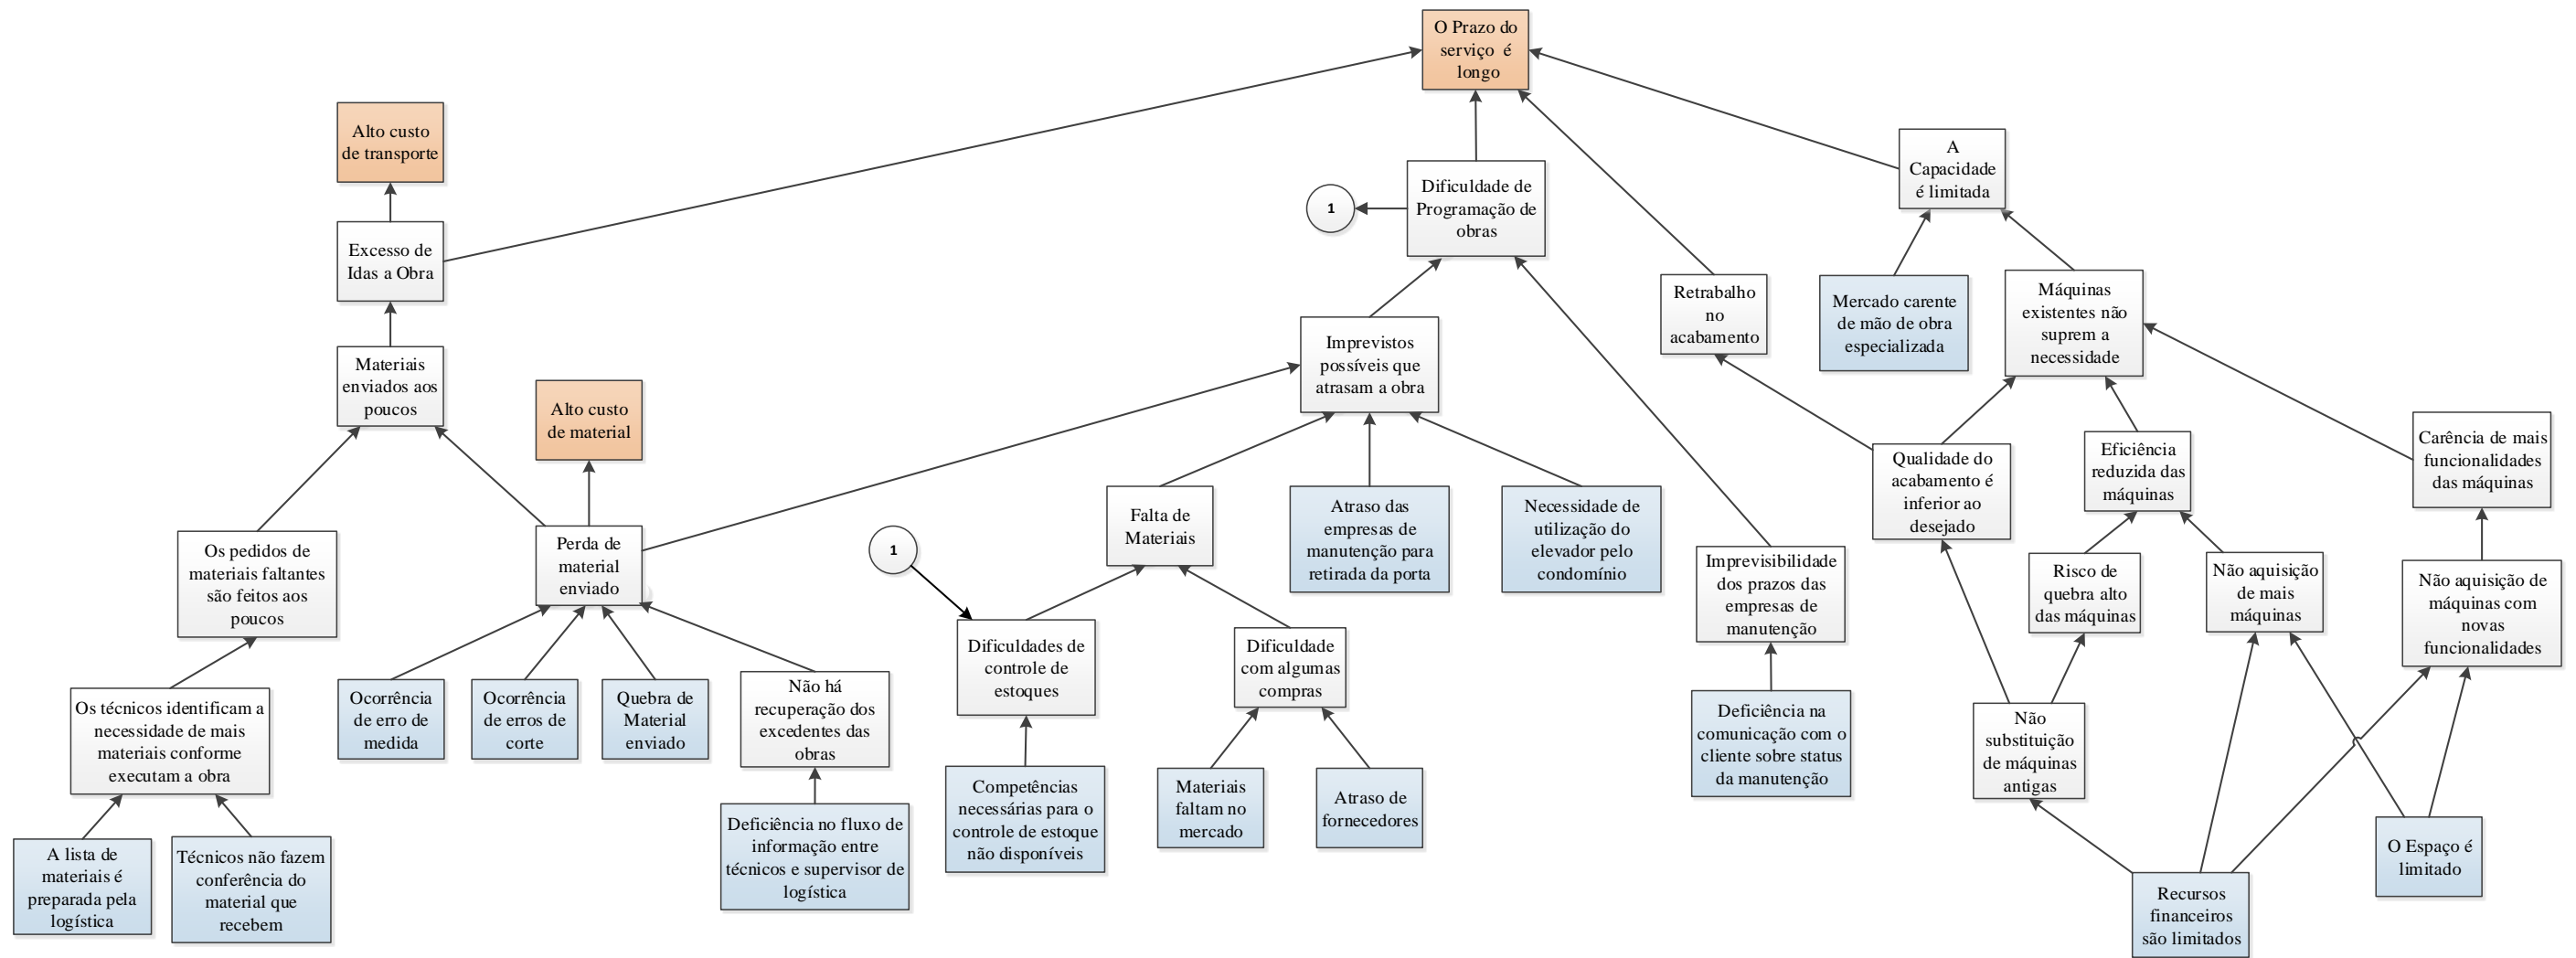 O Prazo do
serviço é
longo
Alto custo
de transporte
A
Capacidade
é limitada
Dificuldade de
Programação de
obras
1
Excesso de
Idas a Obra
Retrabalho
no
acabamento
Mercado carente
de mão de obra
especializada
Máquinas
existentes não
suprem a
necessidade
Imprevistos
possíveis que
atrasam a obra
Materiais
enviados aos
poucos
Alto custo
de material
Carência de mais
funcionalidades
das máquinas
Eficiência
reduzida das
máquinas
Qualidade do
acabamento é
inferior ao
desejado
Falta de
Materiais
Atraso das
empresas de
manutenção para
retirada da porta
Necessidade de
utilização do
elevador pelo
condomínio
Os pedidos de
materiais faltantes
são feitos aos
poucos
Perda de
material
enviado
1
Imprevisibilidade
dos prazos das
empresas de
manutenção
Risco de
quebra alto
das máquinas
Não aquisição
de mais
máquinas
Não aquisição de
máquinas com
novas
funcionalidades
Dificuldades de
controle de
estoques
Dificuldade
com algumas
compras
Os técnicos identificam a
necessidade de mais
materiais conforme
executam a obra
Ocorrência
de erro de
medida
Ocorrência
de erros de
corte
Quebra de
Material
enviado
Não há
recuperação dos
excedentes das
obras
Deficiência na
comunicação com o
cliente sobre status
da manutenção
Não
substituição
de máquinas
antigas
Competências
necessárias para o
controle de estoque
não disponíveis
Materiais
faltam no
mercado
Atraso de
fornecedores
Deficiência no fluxo de
informação entre
técnicos e supervisor de
logística
A lista de
materiais é
preparada pela
logística
Técnicos não fazem
conferência do
material que
recebem
O Espaço é
limitado
Recursos
financeiros
são limitados